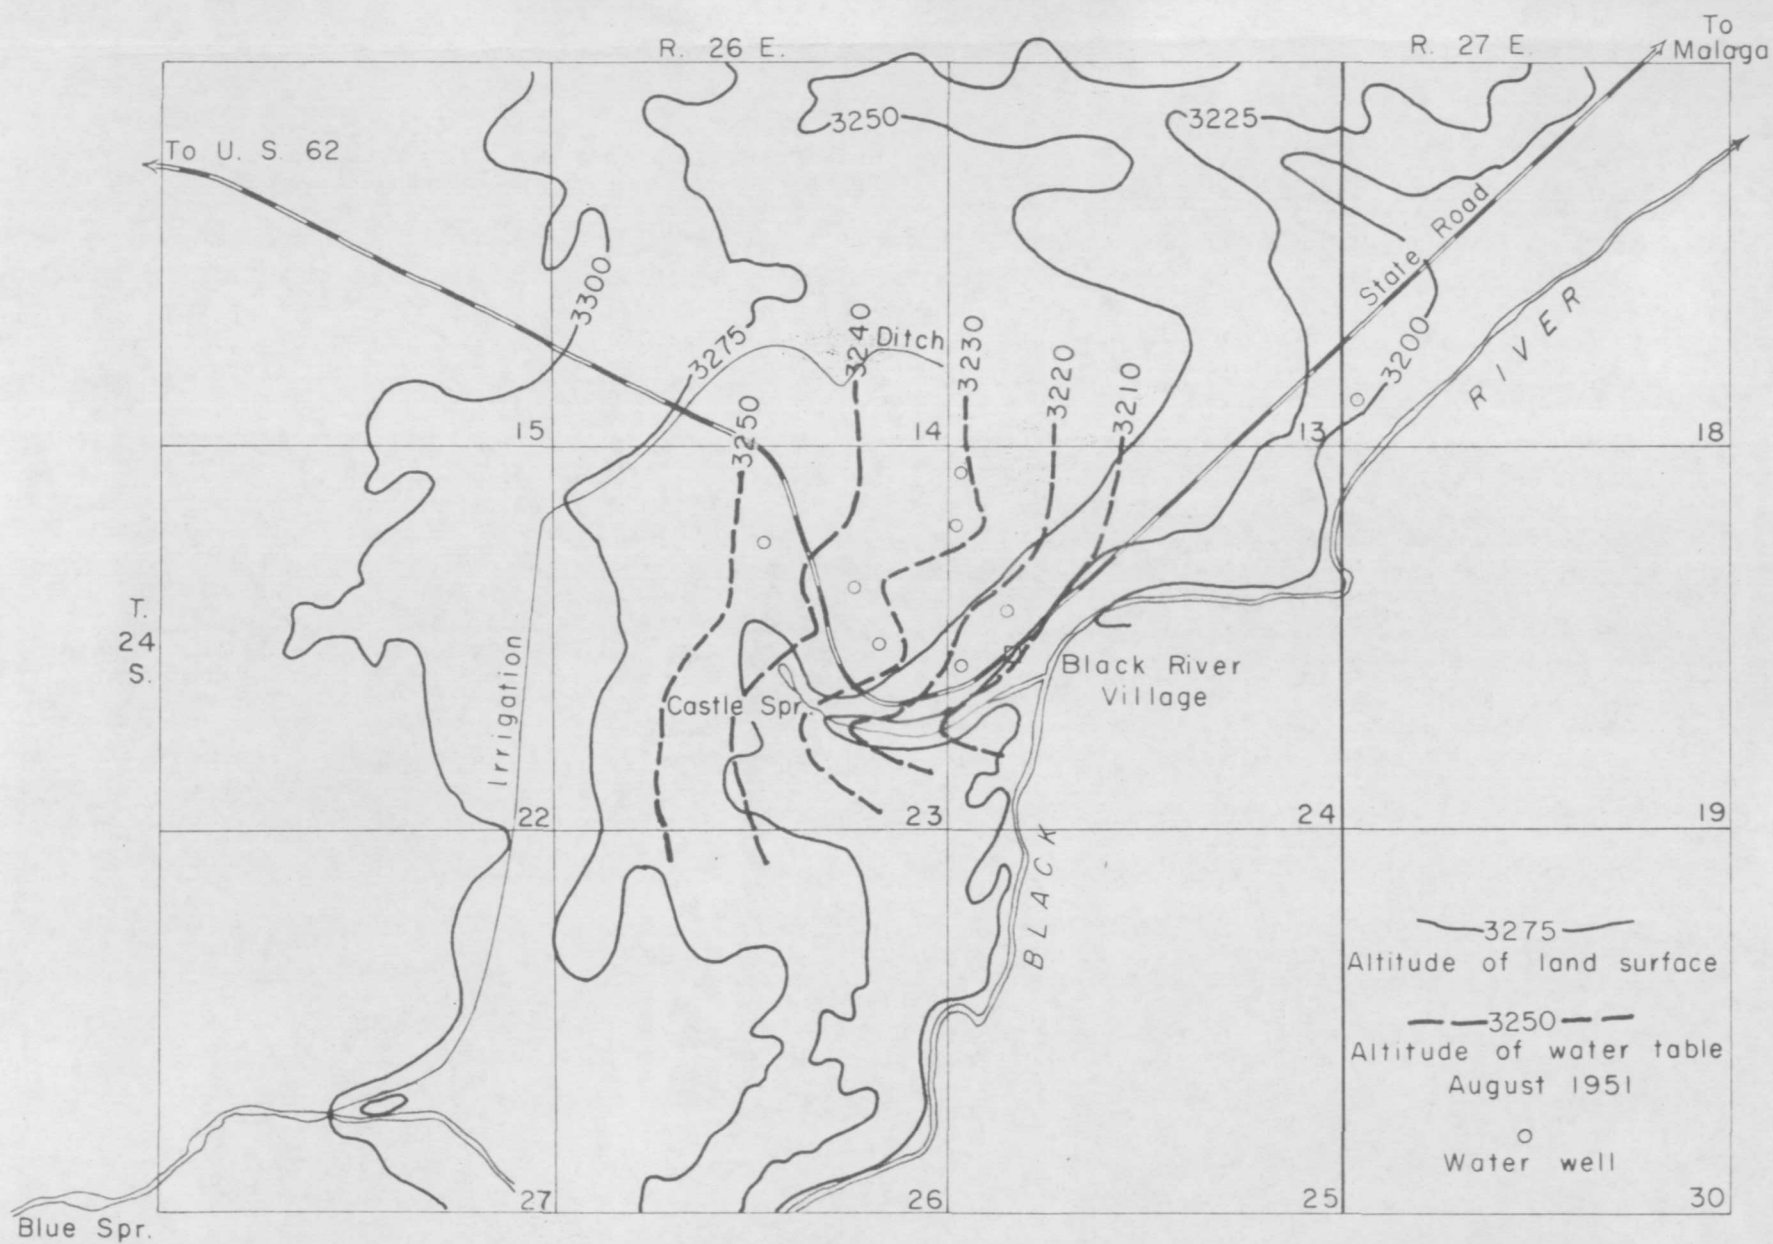 R. 26 E.
R. 27 E.
To
Malaga
To U. S. 62
3250
3225
State Road
RIVER
3300
3275
3240
Ditch
3230
3220
3210
3200
3250
15
14
13
18
T.
24
S.
Irrigation
Castle Spr.
Black River
Village
BLACK
22
23
24
19
3275
Altitude of land surface
3250
Altitude of water table
August 1951
Water well
27
26
25
30
Blue Spr.